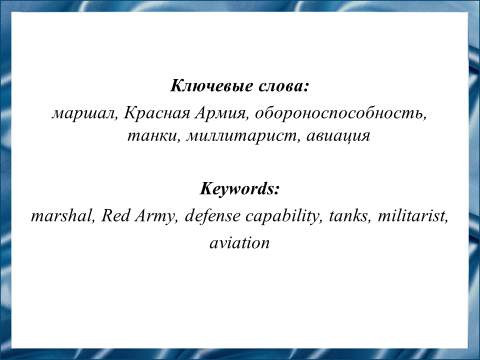 Ключевые слова:
маршал, Красная Армия, обороноспособность,
танки, миллитарист, авиация
Keywords:
marshal, Red Army, defense capability, tanks, militarist,
aviation